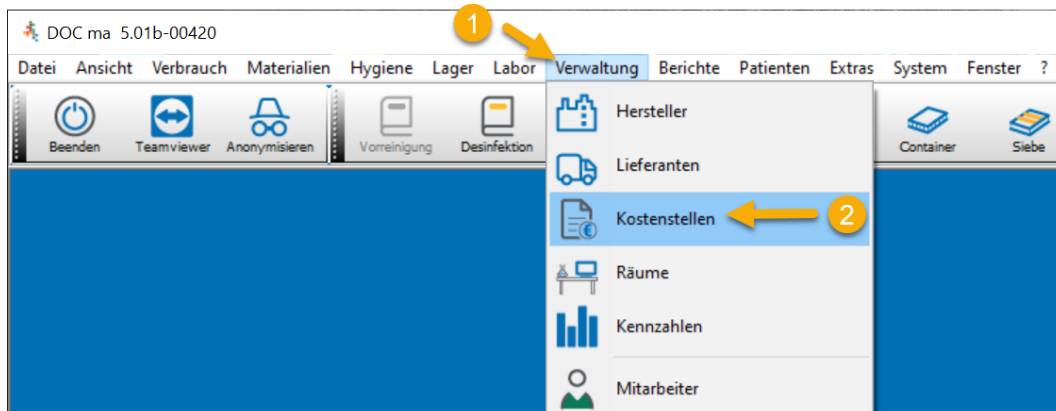 1
DOC ma 5.01b-00420
Datei Ansicht Verbrauch Materialien Hygiene Lager Labor Verwaltung Berichte Patienten Extras System Fenster ?
Beenden Teamviewer Anonymisieren Vorreinigung Desinfektion Container Siebe
Hersteller
Lieferanten
Kostenstellen 2
Räume
Kennzahlen
Mitarbeiter